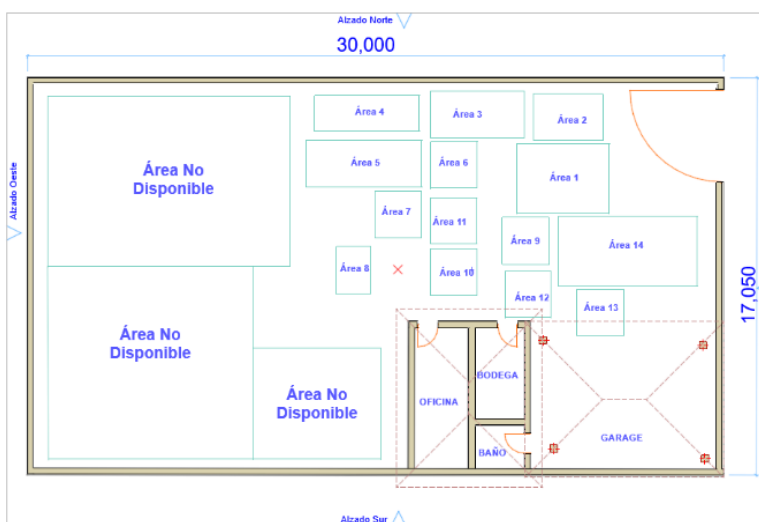 Alzado Norte
30,000
Área 4
Área 3
Área 2
Área No
Disponible
Área 5
Área 6
Área 1
Alzado Oeste
Área 7
Área 11
Área 9
Área 14
Área 8
Área 10
17,050
Área 12
Área 13
Área No
Disponible
BODEGA
Área No
Disponible
OFICINA
GARAGE
BAÑO
Alzado Sur